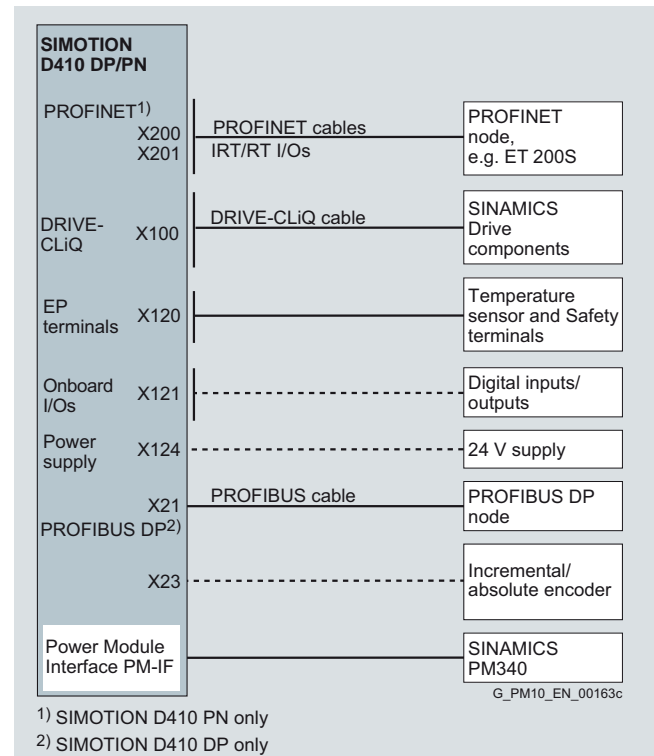 SIMOTION
D410 DP/PN
PROFINET1)
X200
X201
PROFINET cables
IRT/RT I/Os
PROFINET
node,
e.g. ET 200S
DRIVE-
CLiQ
X100
DRIVE-CLiQ cable
SINAMICS
Drive
components
EP
terminals
X120
Temperature
sensor and Safety
terminals
Onboard
I/Os
X121
Digital inputs/
outputs
Power
supply
X124
24 V supply
X21
PROFIBUS DP2)
PROFIBUS cable
PROFIBUS DP
node
X23
Incremental/
absolute encoder
Power Module
Interface PM-IF
SINAMICS
PM340
G_PM10_EN_00163c
1) SIMOTION D410 PN only
2) SIMOTION D410 DP only